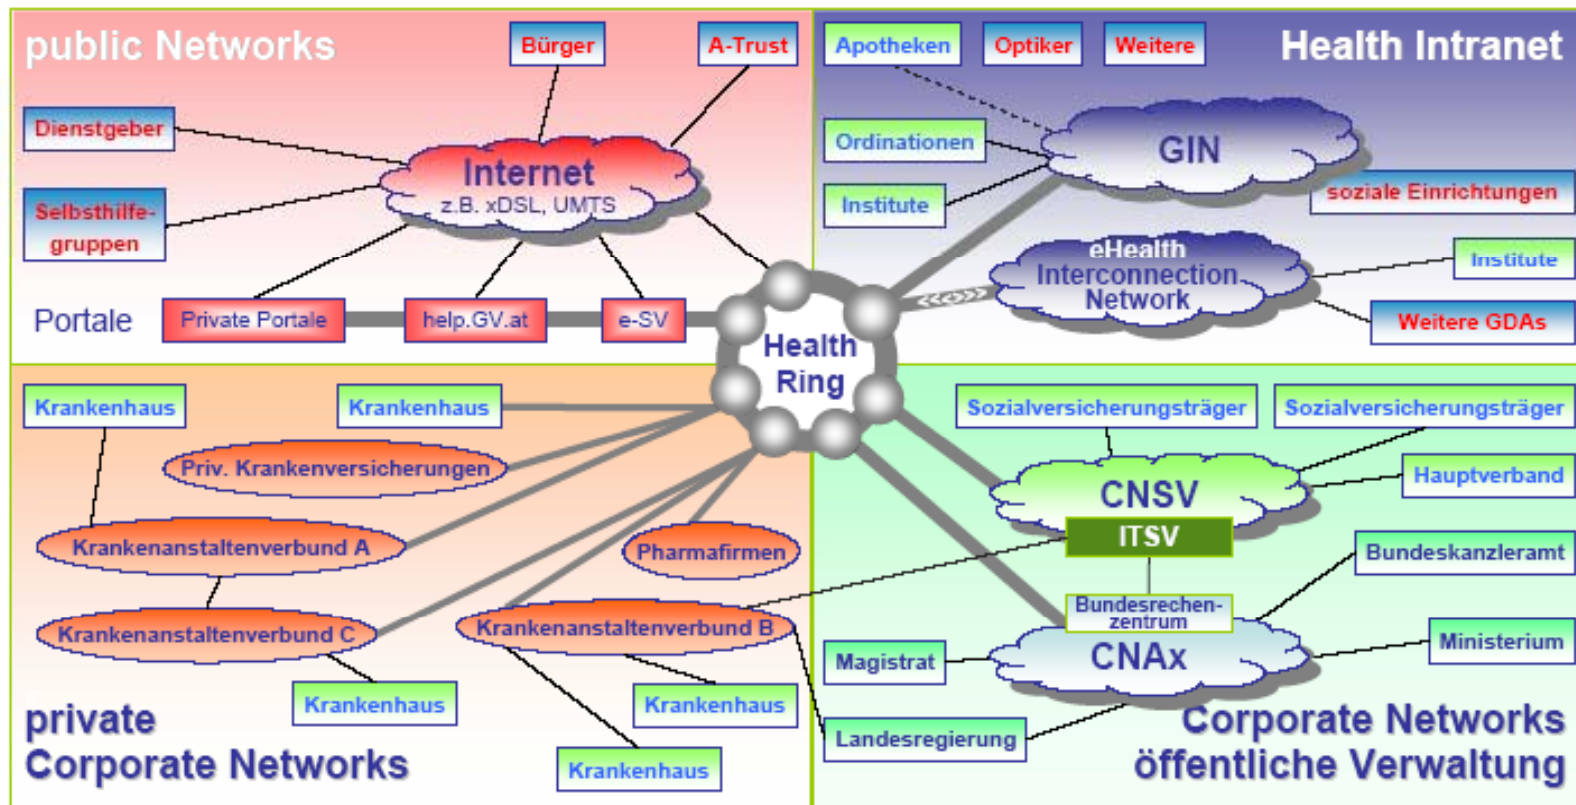 public Networks
Bürger
A-Trust
Dienstgeber
Internet
z.B. xDSL, UMTS
Selbsthilfe-
gruppen
Portale
Private Portale
help.GV.at
e-SV
Health Intranet
Apotheken
Optiker
Weitere
Ordinationen
GIN
Institute
soziale Einrichtungen
eHealth
Interconnection
Network
Institute
Weitere GDAs
Health
Ring
Krankenhaus
Krankenhaus
Priv. Krankenversicherungen
Krankenanstaltenverbund A
Pharmafirmen
Krankenanstaltenverbund C
Krankenanstaltenverbund B
Krankenhaus
Krankenhaus
Krankenhaus
private
Corporate Networks
Sozialversicherungsträger
Sozialversicherungsträger
CNSV
Hauptverband
ITSV
Bundeskanzleramt
Bundesrechen-
zentrum
CNAx
Magistrat
Ministerium
Landesregierung
Corporate Networks
öffentliche Verwaltung